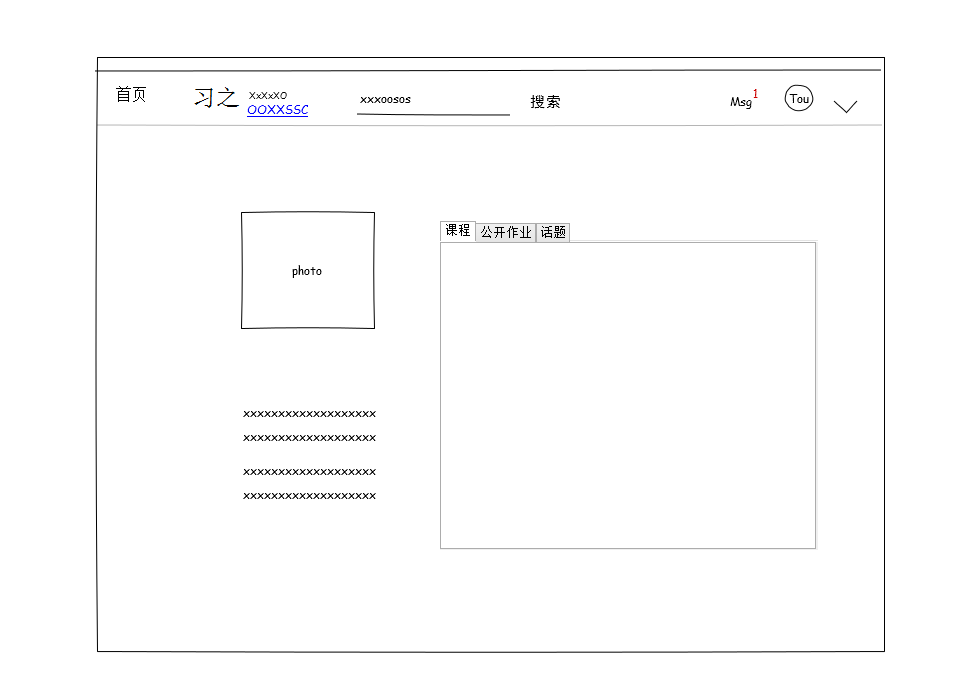 首页
习之
XxXxXO
OOXXSSC
xxxoosos
搜索
Msg 1
Tou
课程 公开作业 话题
photo
xxxxxxxxxxxxxxxxxxx
xxxxxxxxxxxxxxxxxxx
xxxxxxxxxxxxxxxxxxx
xxxxxxxxxxxxxxxxxxx